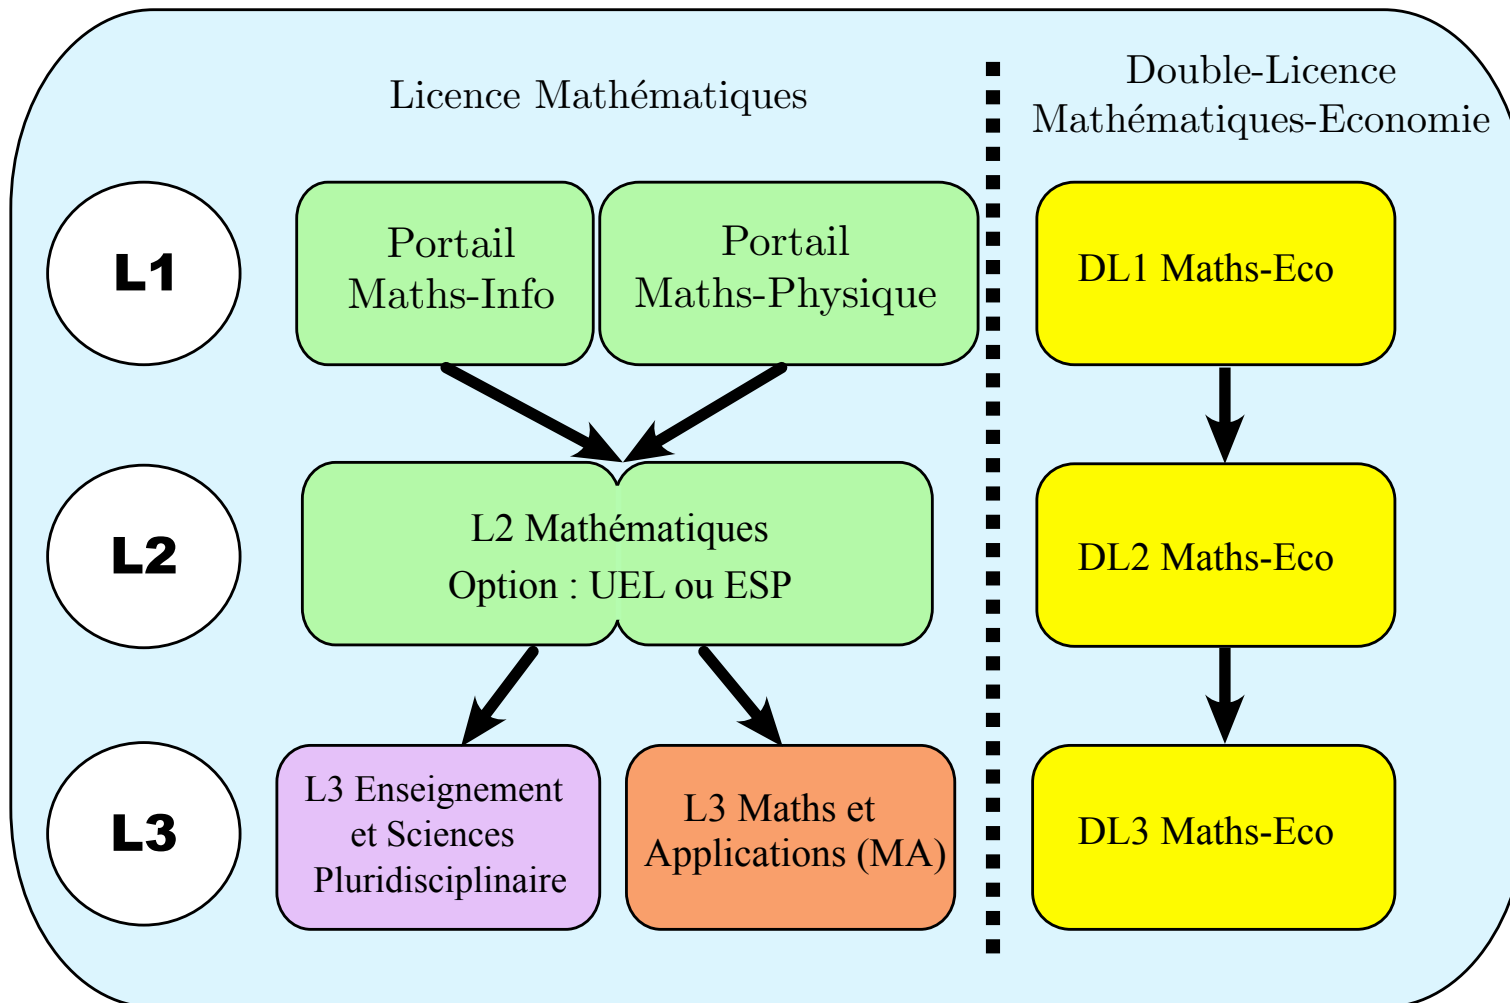 Licence Mathématiques
Double-Licence
Mathématiques-Economie
L1
Portail
Maths-Info
Portail
Maths-Physique
DL1 Maths-Eco
L2
L2 Mathématiques
Option : UEL ou ESP
DL2 Maths-Eco
L3
L3 Enseignement
et Sciences
Pluridisciplinaire
L3 Maths et
Applications (MA)
DL3 Maths-Eco